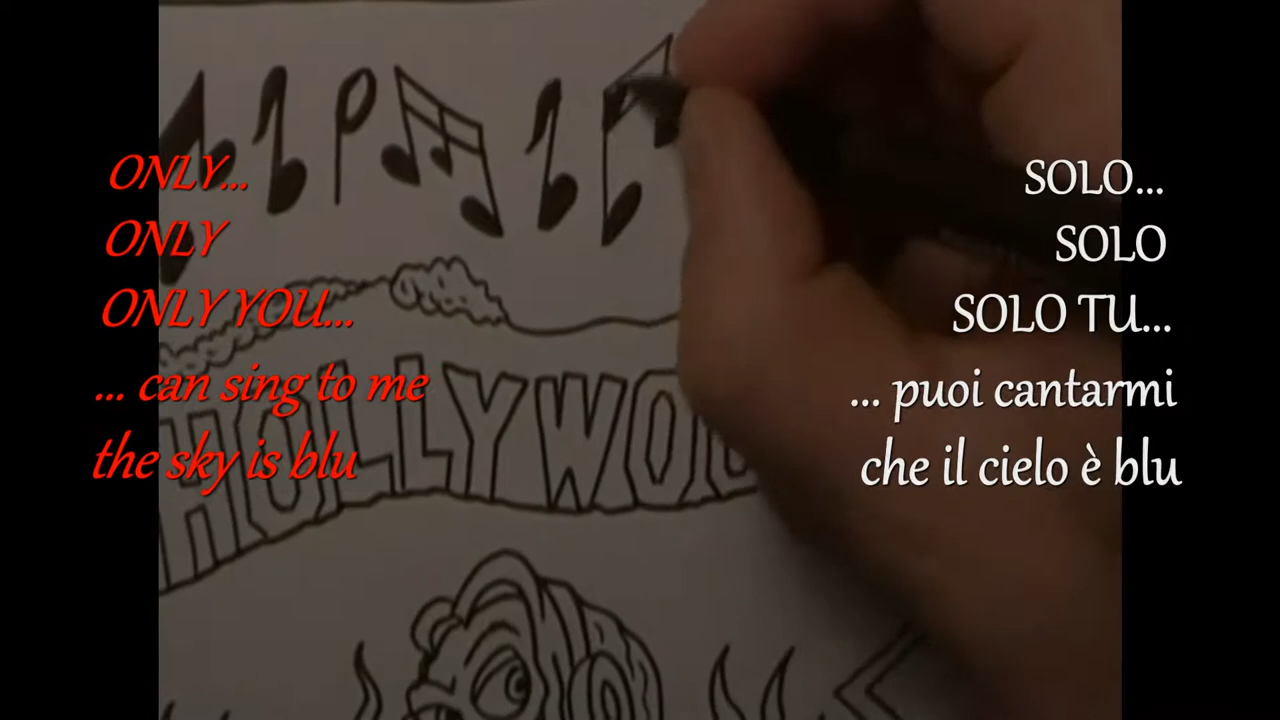 ONLY...
ONLY
ONLY YOU...
... can sing to me
the sky is blu
SOLO...
SOLO
SOLO TU...
... puoi cantarmi
che il cielo è blu
HOLLYWOO